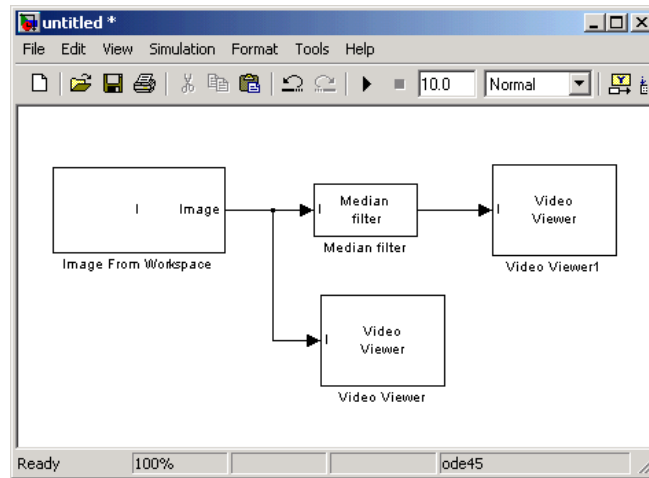 untitled *
File Edit View Simulation Format Tools Help
10.0 Normal
I Image
Image From Workspace
I Median
filter
Median filter
I Video
Viewer
Video Viewer1
I Video
Viewer
Video Viewer
Ready 100% ode45